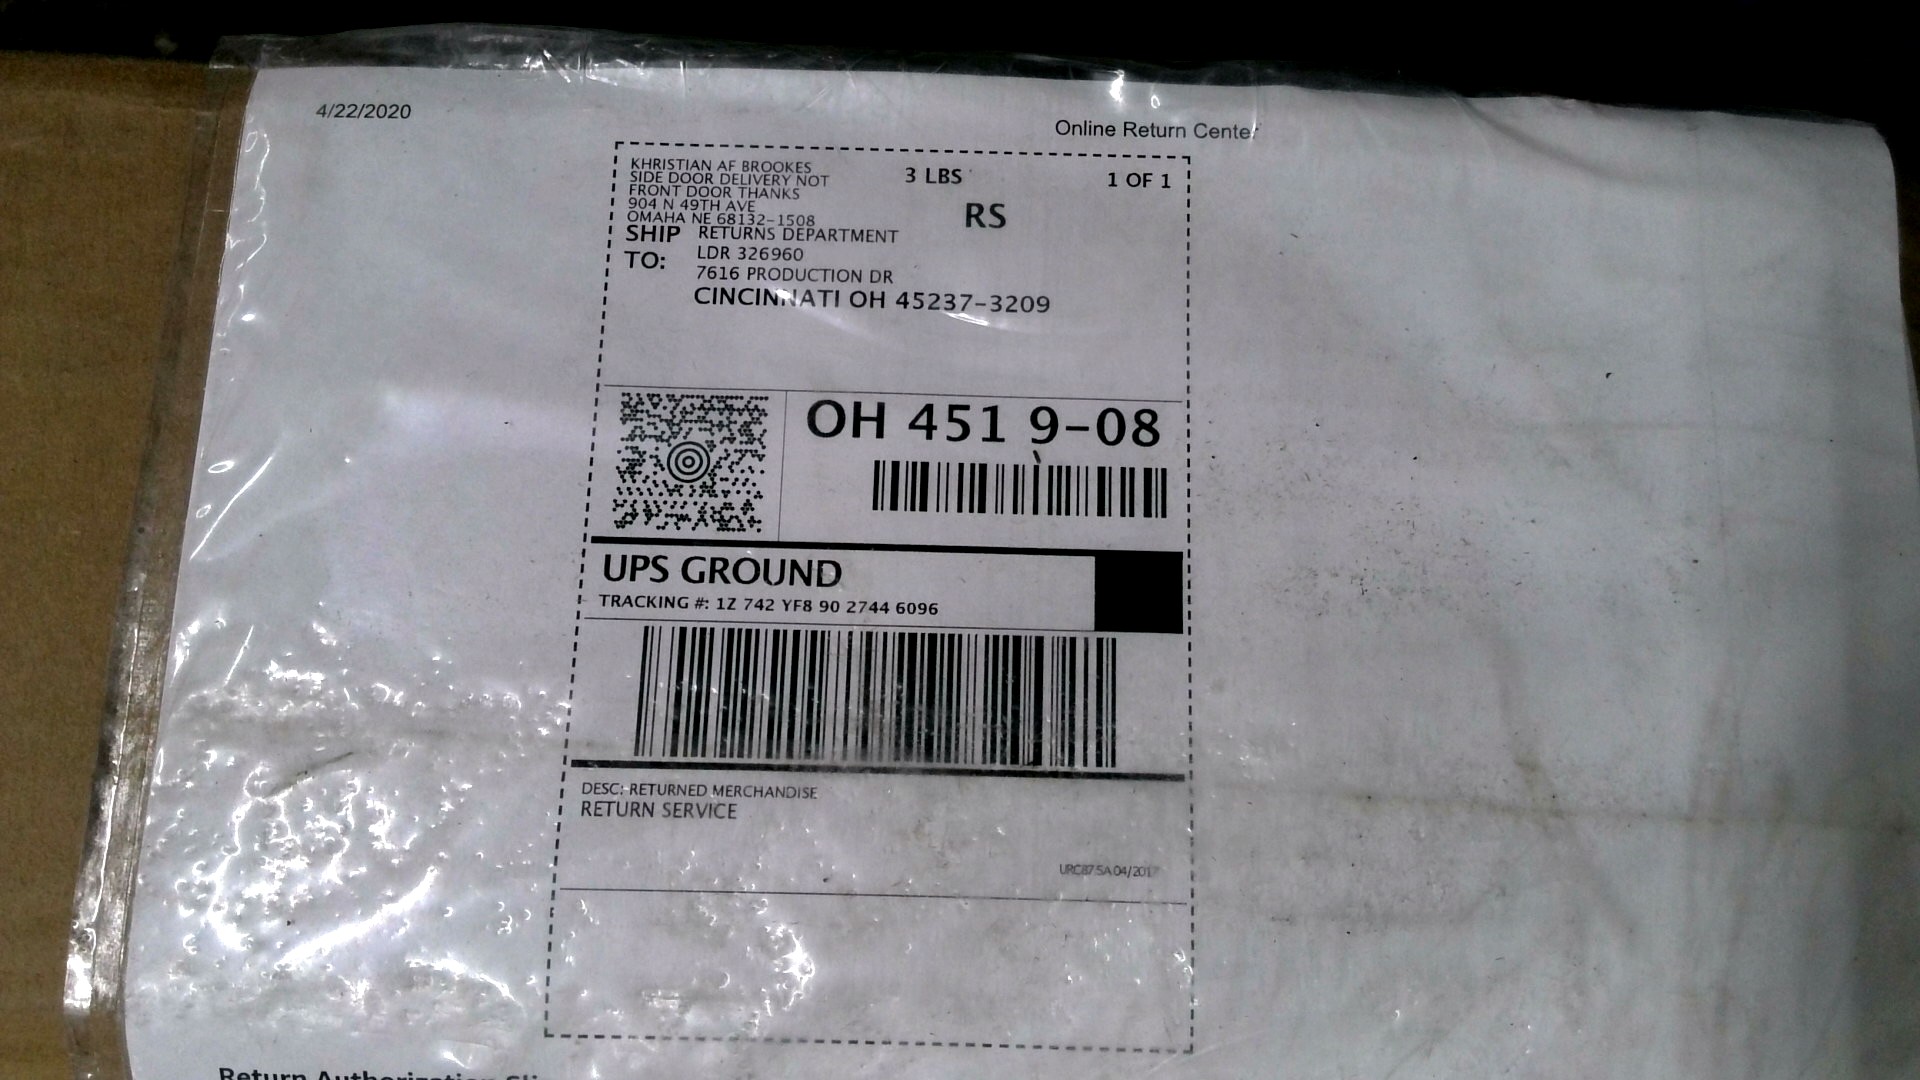 4/22/2020
Online Return Center
KHRISTIAN AF BROOKES
SIDE DOOR DELIVERY NOT
FRONT DOOR THANKS
904 N 49TH AVE
OMAHA NE 68132-1508
3 LBS
1 OF 1
RS
SHIP TO:
RETURNS DEPARTMENT
LDR 326960
7616 PRODUCTION DR
CINCINNATI OH 45237-3209
OH 451 9-08
UPS GROUND
TRACKING #: 1Z 742 YF8 90 2744 6096
DESC: RETURNED MERCHANDISE
RETURN SERVICE
Return Authorization